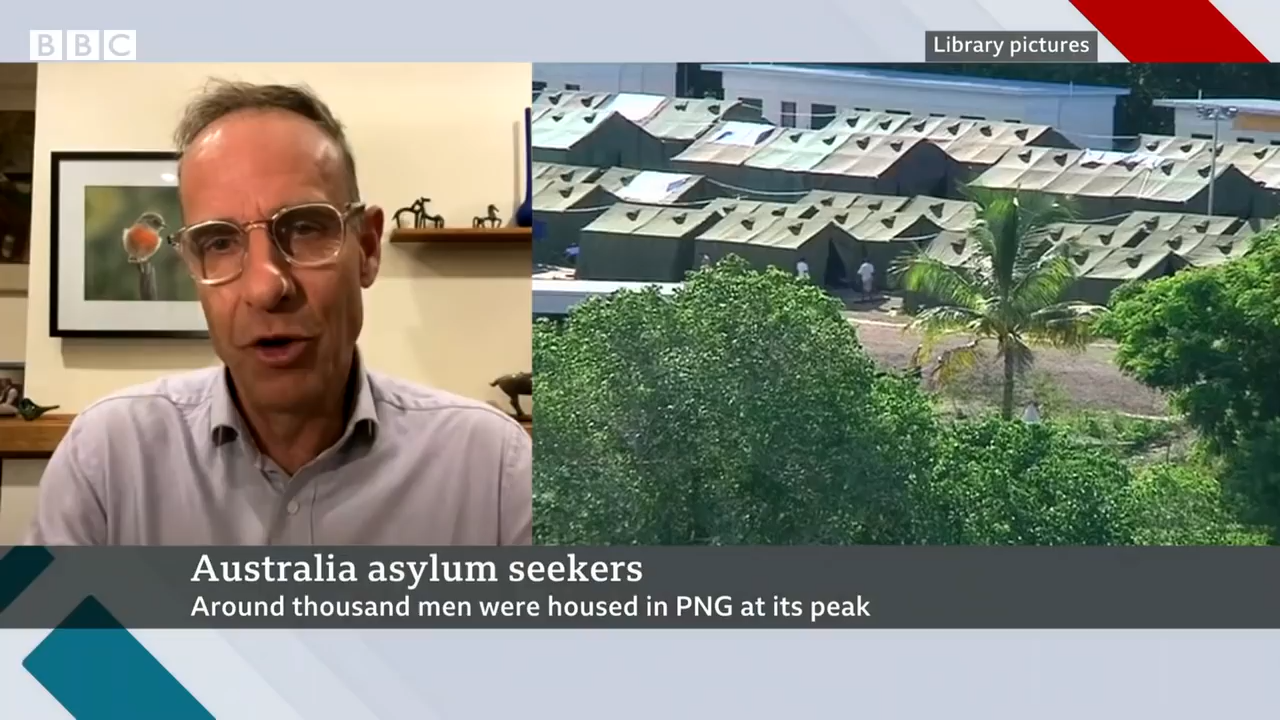 BBC
Library pictures
Australia asylum seekers
Around thousand men were housed in PNG at its peak